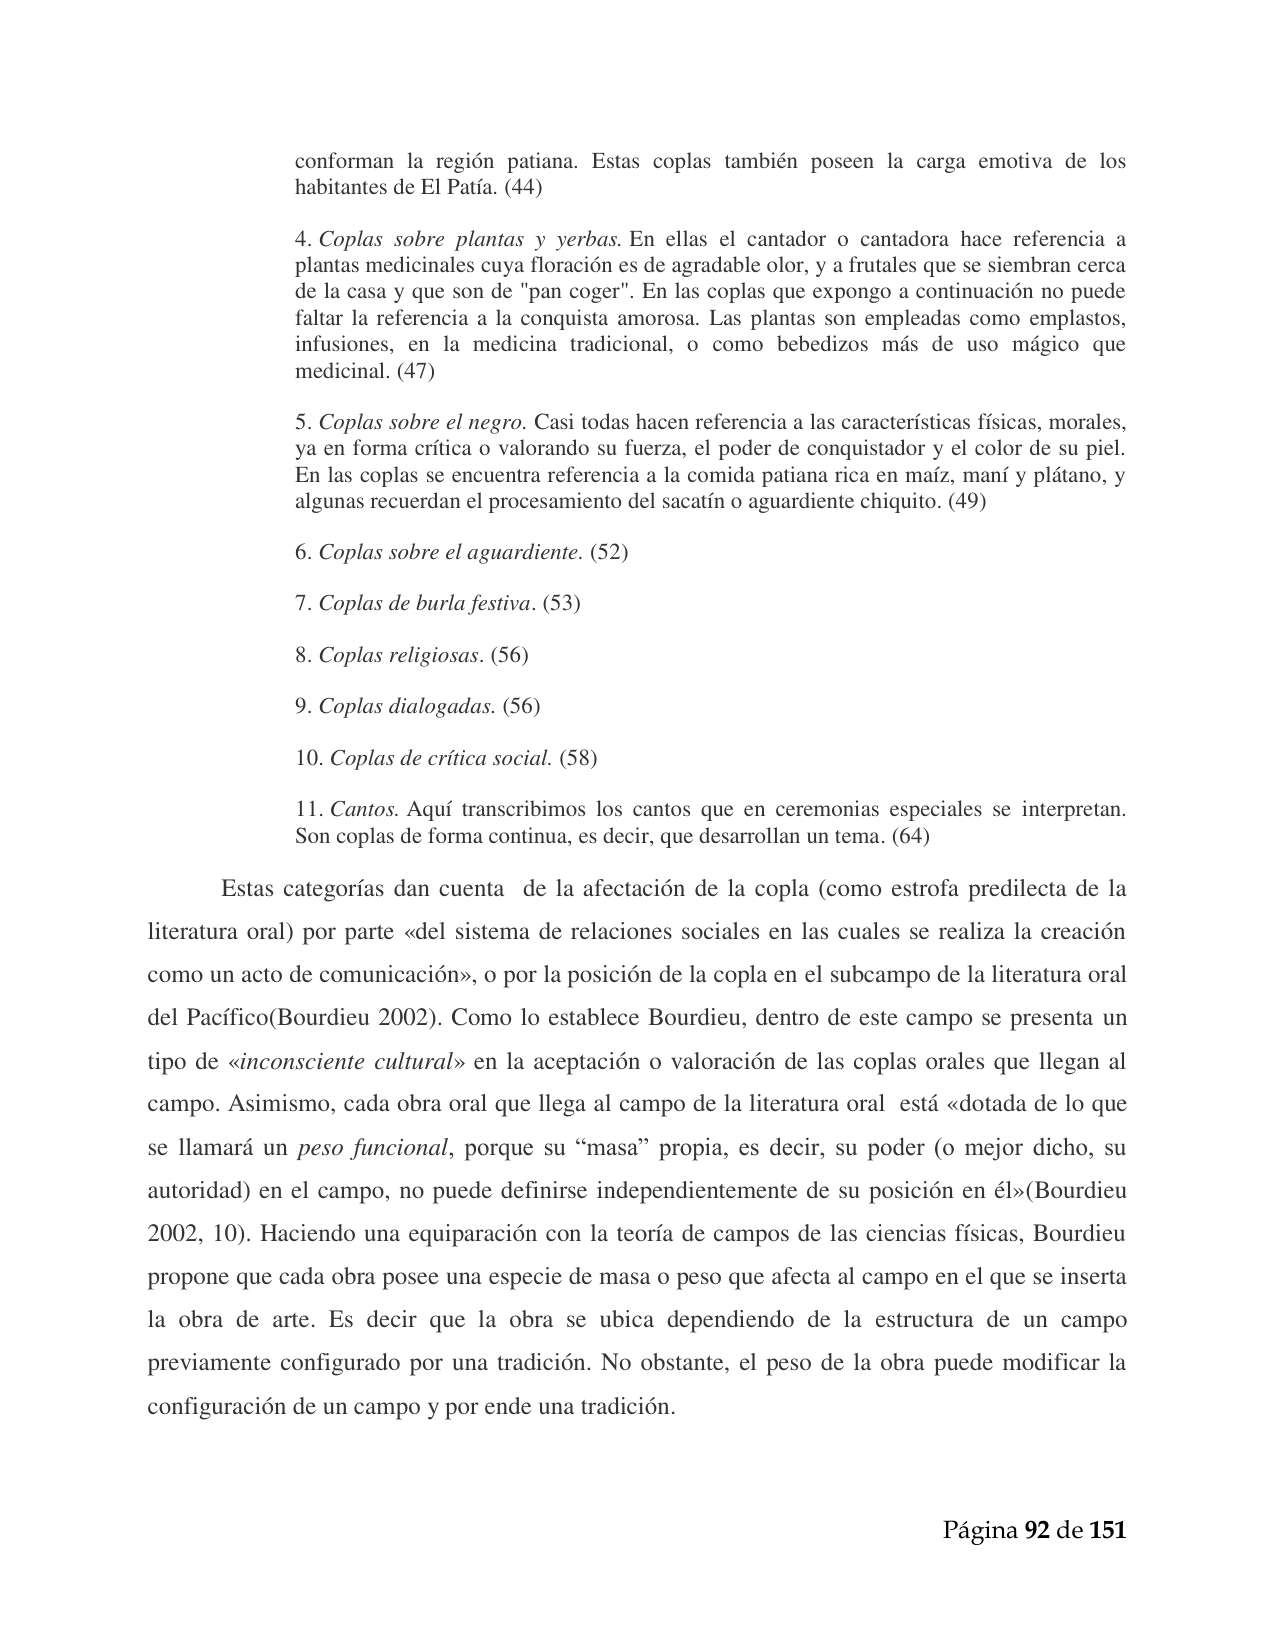 conforman la región patiana. Estas coplas también poseen la carga emotiva de los
habitantes de El Patía. (44)
4. Coplas sobre plantas y yerbas. En ellas el cantador o cantadora hace referencia a
plantas medicinales cuya floración es de agradable olor, y a frutales que se siembran cerca
de la casa y que son de "pan coger". En las coplas que expongo a continuación no puede
faltar la referencia a la conquista amorosa. Las plantas son empleadas como emplastos,
infusiones, en la medicina tradicional, o como bebedizos más de uso mágico que
medicinal. (47)
5. Coplas sobre el negro. Casi todas hacen referencia a las características físicas, morales,
ya en forma crítica o valorando su fuerza, el poder de conquistador y el color de su piel.
En las coplas se encuentra referencia a la comida patiana rica en maíz, maní y plátano, y
algunas recuerdan el procesamiento del sacatín o aguardiente chiquito. (49)
6. Coplas sobre el aguardiente. (52)
7. Coplas de burla festiva. (53)
8. Coplas religiosas. (56)
9. Coplas dialogadas. (56)
10. Coplas de crítica social. (58)
11. Cantos. Aquí transcribimos los cantos que en ceremonias especiales se interpretan.
Son coplas de forma continua, es decir, que desarrollan un tema. (64)
Estas categorías dan cuenta  de la afectación de la copla (como estrofa predilecta de la
literatura oral) por parte «del sistema de relaciones sociales en las cuales se realiza la creación
como un acto de comunicación», o por la posición de la copla en el subcampo de la literatura oral
del Pacífico(Bourdieu 2002). Como lo establece Bourdieu, dentro de este campo se presenta un
tipo de «inconsciente cultural» en la aceptación o valoración de las coplas orales que llegan al
campo. Asimismo, cada obra oral que llega al campo de la literatura oral  está «dotada de lo que
se llamará un peso funcional, porque su “masa” propia, es decir, su poder (o mejor dicho, su
autoridad) en el campo, no puede definirse independientemente de su posición en él»(Bourdieu
2002, 10). Haciendo una equiparación con la teoría de campos de las ciencias físicas, Bourdieu
propone que cada obra posee una especie de masa o peso que afecta al campo en el que se inserta
la obra de arte. Es decir que la obra se ubica dependiendo de la estructura de un campo
previamente configurado por una tradición. No obstante, el peso de la obra puede modificar la
configuración de un campo y por ende una tradición.
Página 92 de 151